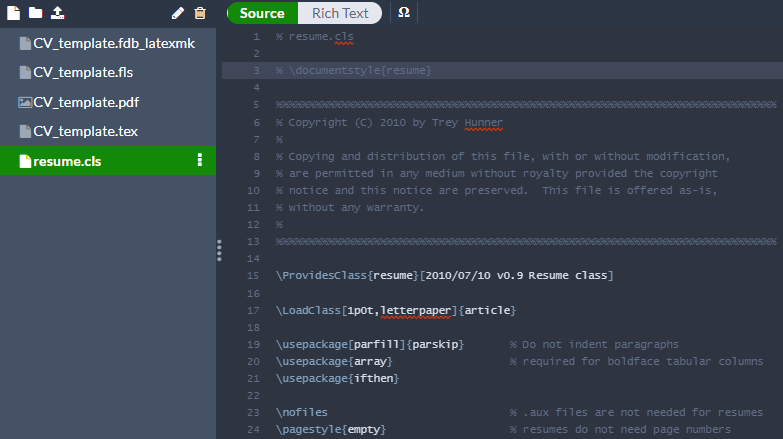 Source Rich Text Ω
CV_template.fdb_latexmk
CV_template.fls
CV_template.pdf
CV_template.tex
resume.cls
1 % resume.cls
2
3 % \documentstyle{resume}
4
5 %%%%%%%%%%%%%%%%%%%%%%%%%%%%%%%%%%%%%%%%%%%%%%%%%%%%%%%%%%%%%%%%%%%%%%%%%%%%%%
6 % Copyright (C) 2010 by Trey Hunner
7 %
8 % Copying and distribution of this file, with or without modification,
9 % are permitted in any medium without royalty provided the copyright
10 % notice and this notice are preserved.  This file is offered as-is,
11 % without any warranty.
12 %
13 %%%%%%%%%%%%%%%%%%%%%%%%%%%%%%%%%%%%%%%%%%%%%%%%%%%%%%%%%%%%%%%%%%%%%%%%%%%%%%
14
15 \ProvidesClass{resume}[2010/07/10 v0.9 Resume class]
16
17 \LoadClass[1p0t,letterpaper]{article}
18
19 \usepackage[parfill]{parskip} % Do not indent paragraphs
20 \usepackage{array} % required for boldface tabular columns
21 \usepackage{ifthen}
22
23 \nofiles % .aux files are not needed for resumes
24 \pagestyle{empty} % resumes do not need page numbers